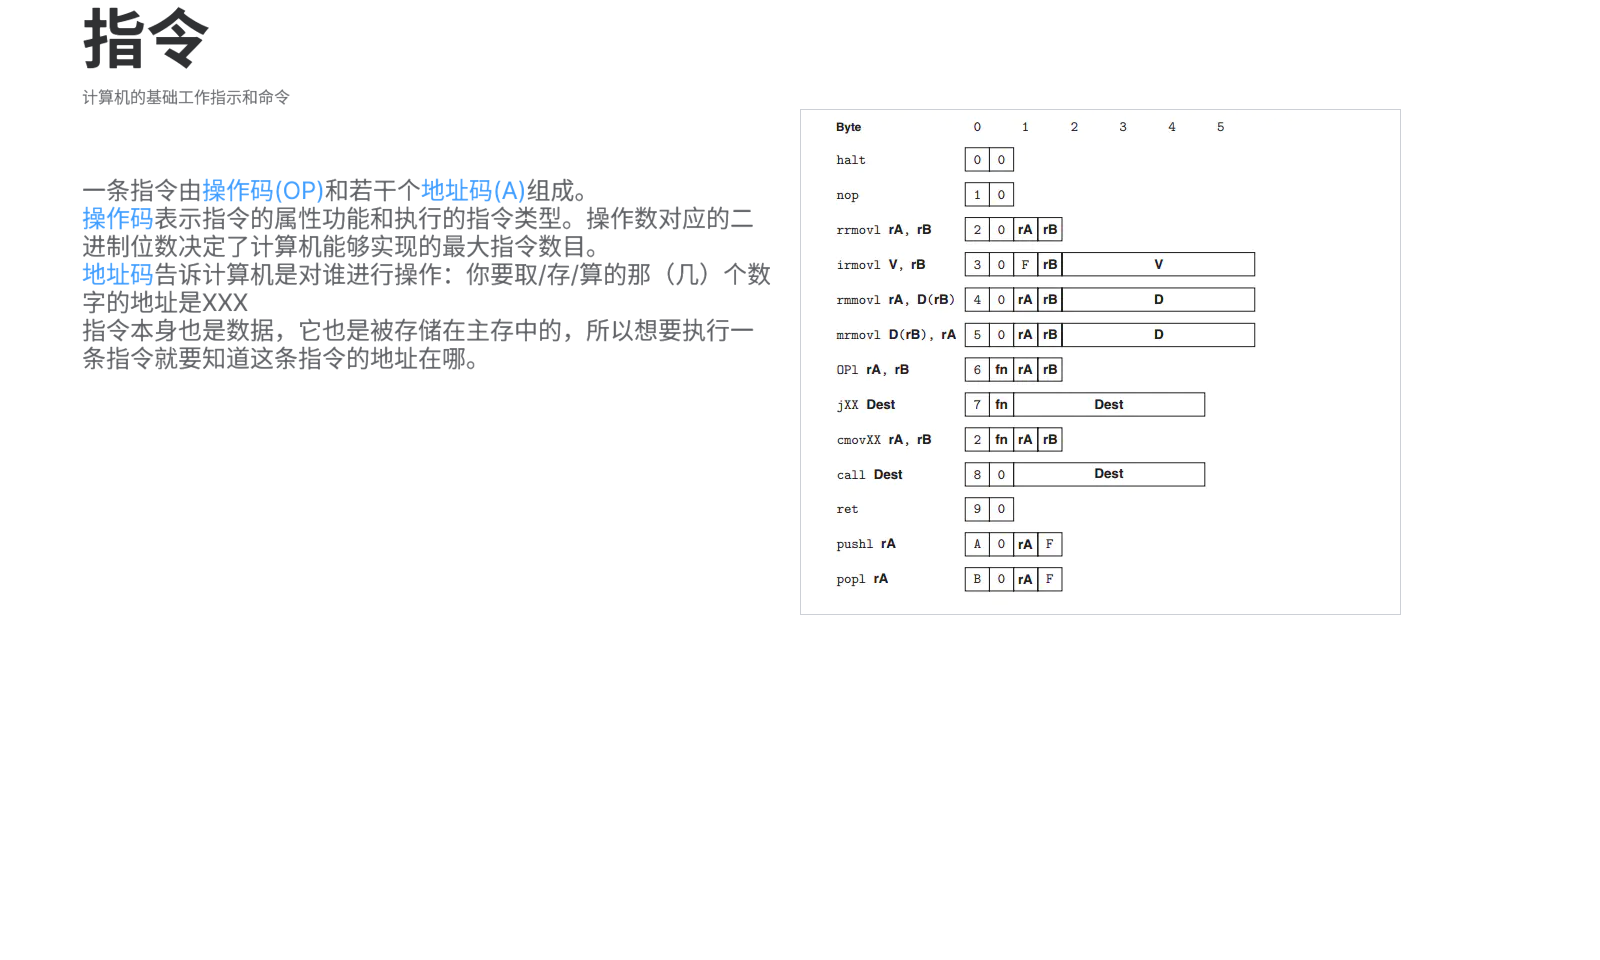 指令
计算机的基础工作指示和命令
一条指令由操作码(OP)和若干个地址码(A)组成。
操作码表示指令的属性功能和执行的指令类型。操作数对应的二
进制位数决定了计算机能够实现的最大指令数目。
地址码告诉计算机是对谁进行操作：你要取/存/算的那（几）个数
字的地址是XXX
指令本身也是数据，它也是被存储在主存中的，所以想要执行一
条指令就要知道这条指令的地址在哪。
Byte 0 1 2 3 4 5
halt 0 0
nop 1 0
rrmovl rA, rB 2 0 rA rB
irmovl V, rB 3 0 F rB V
rmmovl rA, D(rB) 4 0 rA rB D
mrmovl D(rB), rA 5 0 rA rB D
OPl rA, rB 6 fn rA rB
jXX Dest 7 fn Dest
cmovXX rA, rB 2 fn rA rB
call Dest 8 0 Dest
ret 9 0
pushl rA A 0 rA F
popl rA B 0 rA F